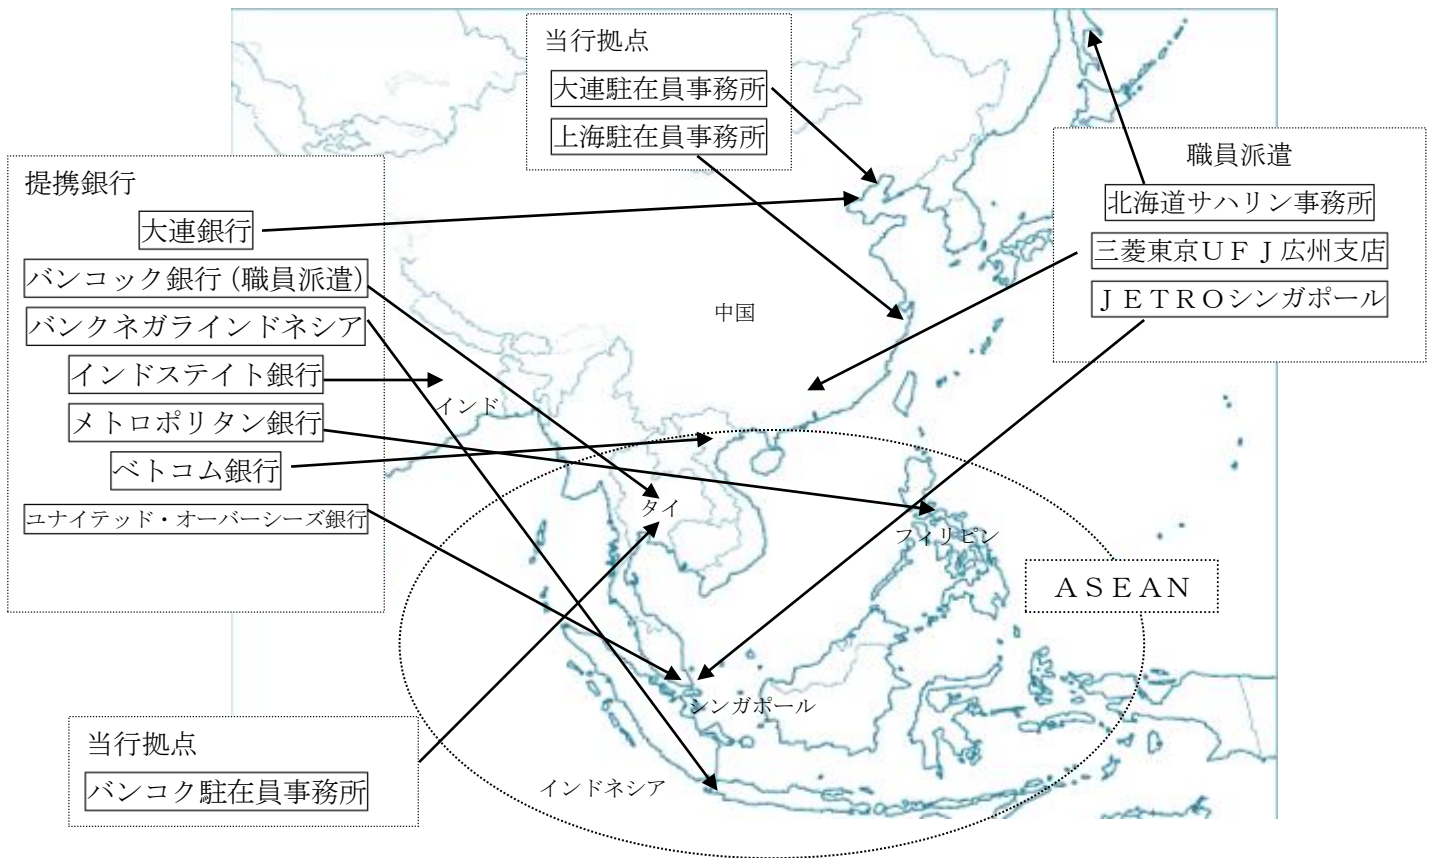 当行拠点
大連駐在員事務所
上海駐在員事務所
職員派遣
北海道サハリン事務所
三菱東京ＵＦＪ広州支店
ＪＥＴＲＯシンガポール
提携銀行
大連銀行
バンコック銀行（職員派遣）
バンクネガラインドネシア
インドステイト銀行
メトロポリタン銀行
ベトコム銀行
ユナイテッド・オーバーシーズ銀行
中国
インド
タイ
フィリピン
ＡＳＥＡＮ
シンガポール
インドネシア
当行拠点
バンコク駐在員事務所